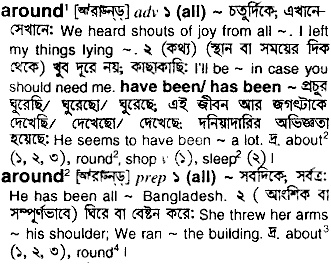 around¹ [অ্যারাউন্‌ড্] adv ১ (all) ~ চতুর্দিকে, এখানে-
সেখানে: We heard shouts of joy from all ~. I left
my things lying ~. ২ (কথ্য) (স্থান বা সময়ের দিক
থেকে) খুব দূরে নয়; কাছাকাছি: I'll be ~ in case you
should need me. have been/ has been ~ প্রচুর
ঘুরেছি/ ঘুরেছো/ ঘুরেছে; এই জীবন আর জগৎটাকে
দেখেছি/ দেখেছো/ দেখেছে; দনিয়াদারির অভিজ্ঞতা
হয়েছে: He seems to have been ~ a lot. দ্র. about²
(১, ২, ৩), round², shop v (১), sleep² (২)।
around² [অ্যারাউন্‌ড্] prep ১ (all) ~ সবদিকে, সর্বত্র:
He has been all ~ Bangladesh. ২ (আংশিক বা
সম্পূর্ণভাবে) ঘিরে বা বেষ্টন করে: She threw her arms
~ his shoulder; We ran ~ the building. দ্র. about³
(১, ২, ৩), round⁴।